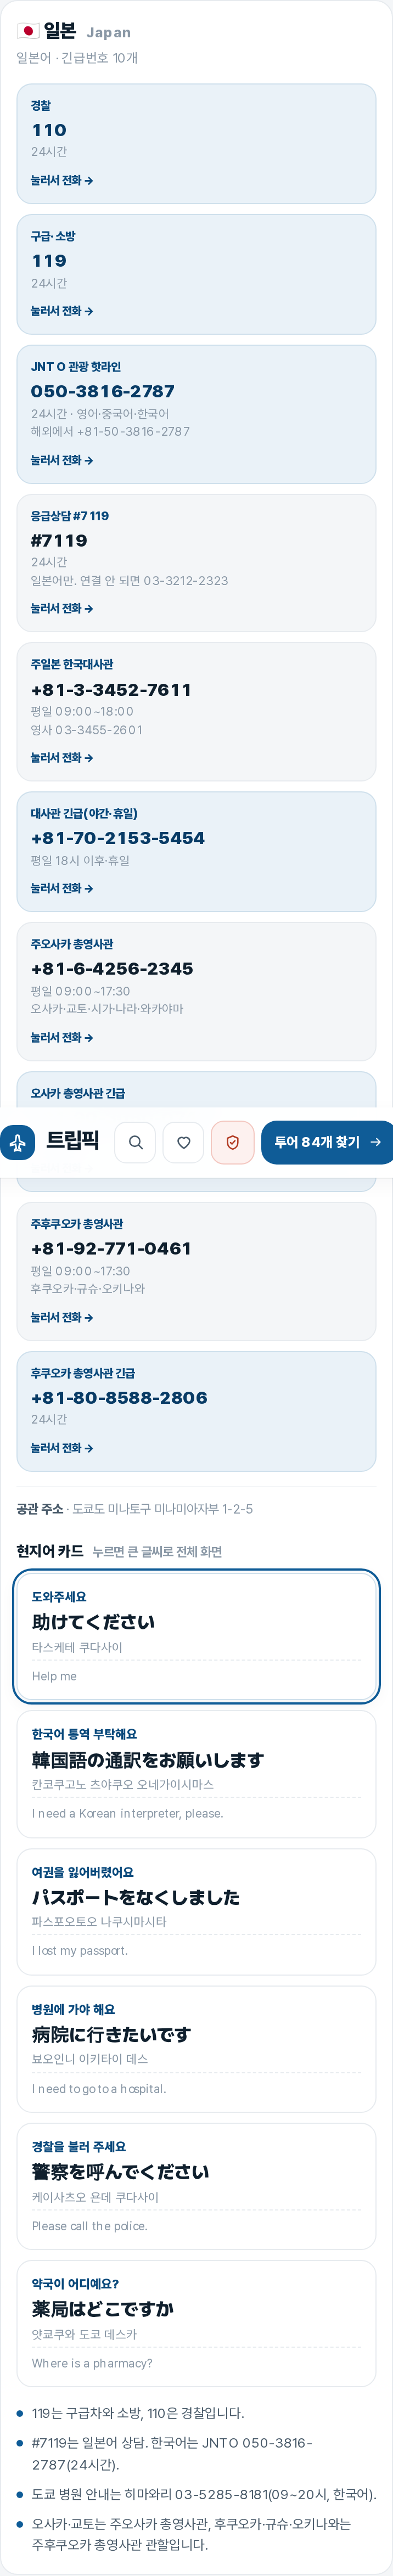 일본 Japan
일본어 · 긴급번호 10개
경찰
110
24시간
눌러서 전화 →
구급·소방
119
24시간
눌러서 전화 →
JNTO 관광 핫라인
050-3816-2787
24시간 · 영어·중국어·한국어
해외에서 +81-50-3816-2787
눌러서 전화 →
응급상담 #7119
#7119
24시간
일본어만. 연결 안 되면 03-3212-2323
눌러서 전화 →
주일본 한국대사관
+81-3-3452-7611
평일 09:00~18:00
영사 03-3455-2601
눌러서 전화 →
대사관 긴급(야간·휴일)
+81-70-2153-5454
평일 18시 이후·휴일
눌러서 전화 →
주오사카 총영사관
+81-6-4256-2345
평일 09:00~17:30
오사카·교토·시가·나라·와카야마
눌러서 전화 →
오사카 총영사관 긴급
트립픽
투어 84개 찾기 →
주후쿠오카 총영사관
+81-92-771-0461
평일 09:00~17:30
후쿠오카·규슈·오키나와
눌러서 전화 →
후쿠오카 총영사관 긴급
+81-80-8588-2806
24시간
눌러서 전화 →
공관 주소 · 도쿄도 미나토구 미나미아자부 1-2-5
현지어 카드 누르면 큰 글씨로 전체 화면
도와주세요
助けてください
타스케테 쿠다사이
Help me
한국어 통역 부탁해요
韓国語の通訳をお願いします
칸코쿠고노 츠야쿠오 오네가이시마스
I need a Korean interpreter, please.
여권을 잃어버렸어요
パスポートをなくしました
파스포오토오 나쿠시마시타
I lost my passport.
병원에 가야 해요
病院に行きたいです
뵤오인니 이키타이 데스
I need to go to a hospital.
경찰을 불러 주세요
警察を呼んでください
케이사츠오 욘데 쿠다사이
Please call the police.
약국이 어디예요?
薬局はどこですか
얏쿄쿠와 도코 데스카
Where is a pharmacy?
119는 구급차와 소방, 110은 경찰입니다.
#7119는 일본어 상담. 한국어는 JNTO 050-3816-
2787(24시간).
도쿄 병원 안내는 히마와리 03-5285-8181(09~20시, 한국어).
오사카·교토는 주오사카 총영사관, 후쿠오카·규슈·오키나와는
주후쿠오카 총영사관 관할입니다.